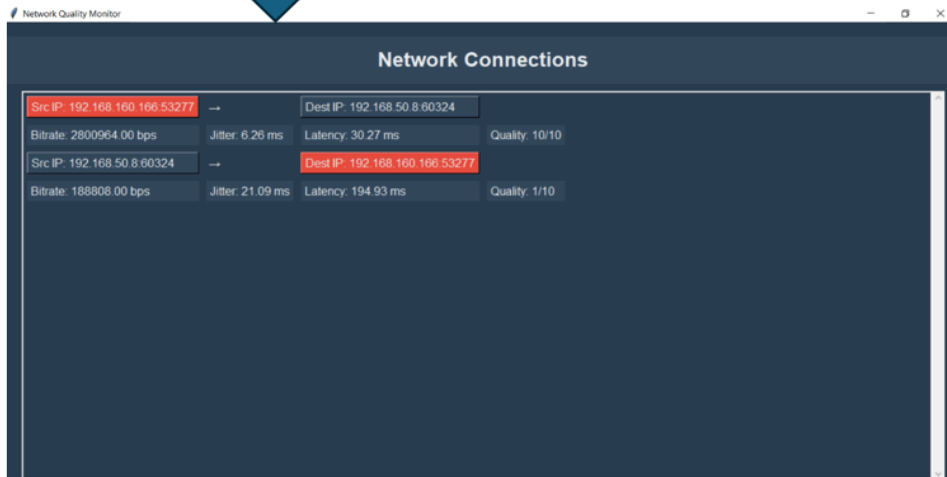 Network Quality Monitor
Network Connections
Src IP: 192.168.160.166:53277 → Dest IP: 192.168.50.8:60324
Bitrate: 2800964.00 bps Jitter: 6.26 ms Latency: 30.27 ms Quality: 10/10
Src IP: 192.168.50.8:60324 → Dest IP: 192.168.160.166:53277
Bitrate: 188808.00 bps Jitter: 21.09 ms Latency: 194.93 ms Quality: 1/10